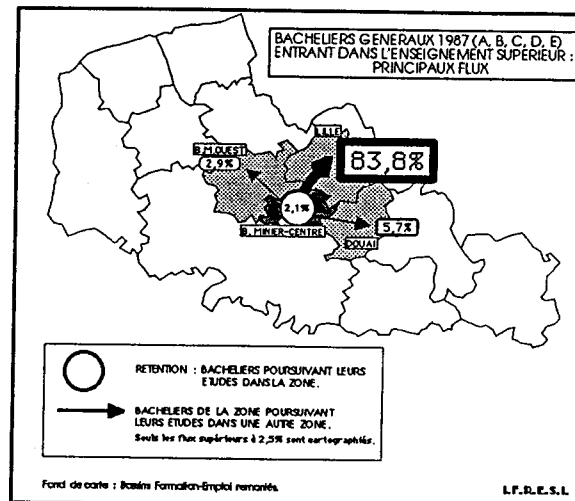 BACHELIERS GENERAUX 1987 (A, B, C, D, E)
ENTRANT DANS L'ENSEIGNEMENT SUPERIEUR :
PRINCIPAUX FLUX
LILLE
83,8%
B.M.OUEST
2,9%
2,1%
5,7%
B. MINIER-CENTRE
DOUAI
RETENTION : BACHELIERS POURSUIVANT LEURS
ETUDES DANS LA ZONE.
BACHELIERS DE LA ZONE POURSUIVANT
LEURS ETUDES DANS UNE AUTRE ZONE.
Seuls les flux supérieurs à 2,5% sont cartographiés.
Fond de carte : Bassins Formation-Emploi remaniés.
I.F.R.E.S.I.